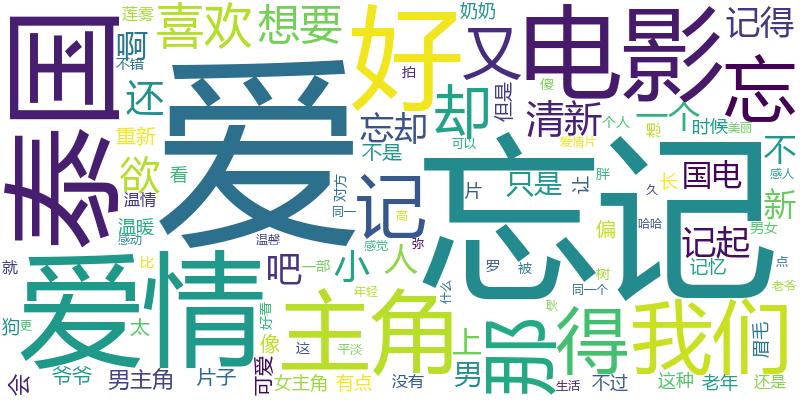 莲雾
喜欢
想要
奶奶
电影
记得
泰国
啊
不错
爱
好
拍
又
傻
但是
忘
还
却
清新
一个
个人
时候
美丽
重新
忘却
可以
爱情片
不
不是
欲
看
记
忘记
片
只是
让
胖
国电
长
感人
温情
对方
同一
久
新
温暖
感动
高
弥
偏
哈哈
男女
记起
温馨
感觉
罗
被
树
记忆
点
就
比
爱情
吧
一部
小
人
什么
同一个
老爷
年轻
狗
更
太
好看
主角
那
得
我们
耿
眉毛
像
这
平淡
上
会
爷爷
男主角
片子
可爱
女主角
有点
没有
男
生活
不过
这种
老年
还是